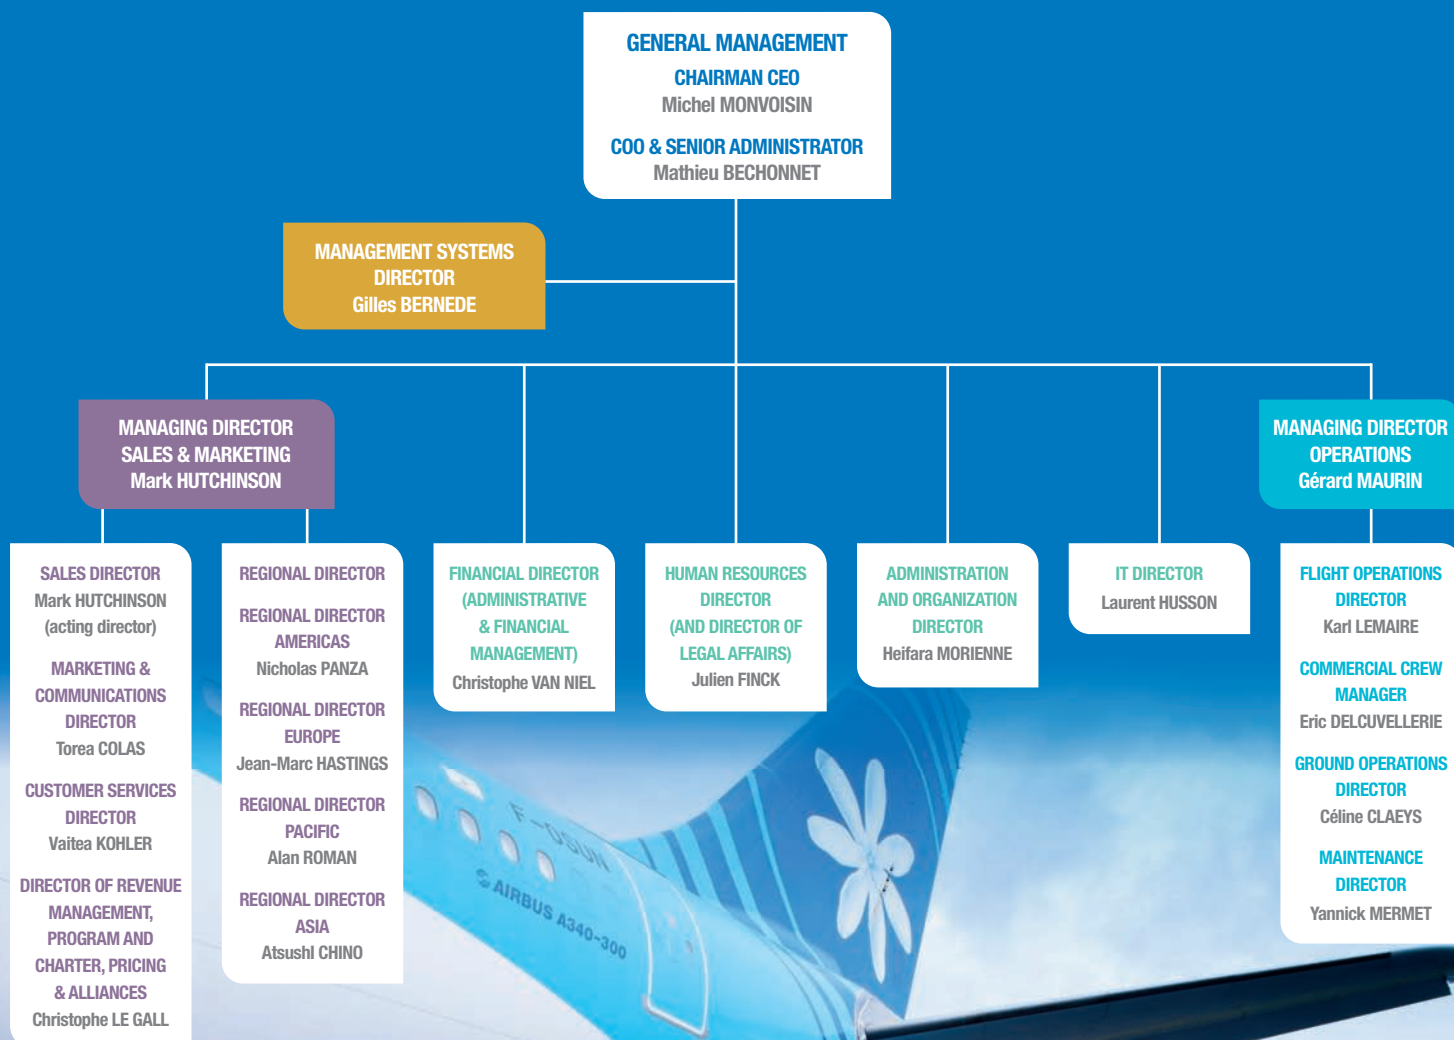 GENERAL MANAGEMENT
CHAIRMAN CEO
Michel MONVOISIN
COO & SENIOR ADMINISTRATOR
Mathieu BECHONNET
MANAGEMENT SYSTEMS
DIRECTOR
Gilles BERNEDE
MANAGING DIRECTOR
SALES & MARKETING
Mark HUTCHINSON
MANAGING DIRECTOR
OPERATIONS
Gérard MAURIN
SALES DIRECTOR
Mark HUTCHINSON
(acting director)
MARKETING &
COMMUNICATIONS
DIRECTOR
Torea COLAS
CUSTOMER SERVICES
DIRECTOR
Vaitea KOHLER
DIRECTOR OF REVENUE
MANAGEMENT,
PROGRAM AND
CHARTER, PRICING
& ALLIANCES
Christophe LE GALL
REGIONAL DIRECTOR
REGIONAL DIRECTOR
AMERICAS
Nicholas PANZA
REGIONAL DIRECTOR
EUROPE
Jean-Marc HASTINGS
REGIONAL DIRECTOR
PACIFIC
Alan ROMAN
REGIONAL DIRECTOR
ASIA
AtsushI CHINO
FINANCIAL DIRECTOR
(ADMINISTRATIVE
& FINANCIAL
MANAGEMENT)
Christophe VAN NIEL
HUMAN RESOURCES
DIRECTOR
(AND DIRECTOR OF
LEGAL AFFAIRS)
Julien FINCK
ADMINISTRATION
AND ORGANIZATION
DIRECTOR
Heifara MORIENNE
IT DIRECTOR
Laurent HUSSON
FLIGHT OPERATIONS
DIRECTOR
Karl LEMAIRE
COMMERCIAL CREW
MANAGER
Eric DELCUVELLERIE
GROUND OPERATIONS
DIRECTOR
Céline CLAEYS
MAINTENANCE
DIRECTOR
Yannick MERMET
F-OSUN
AIRBUS A340-300